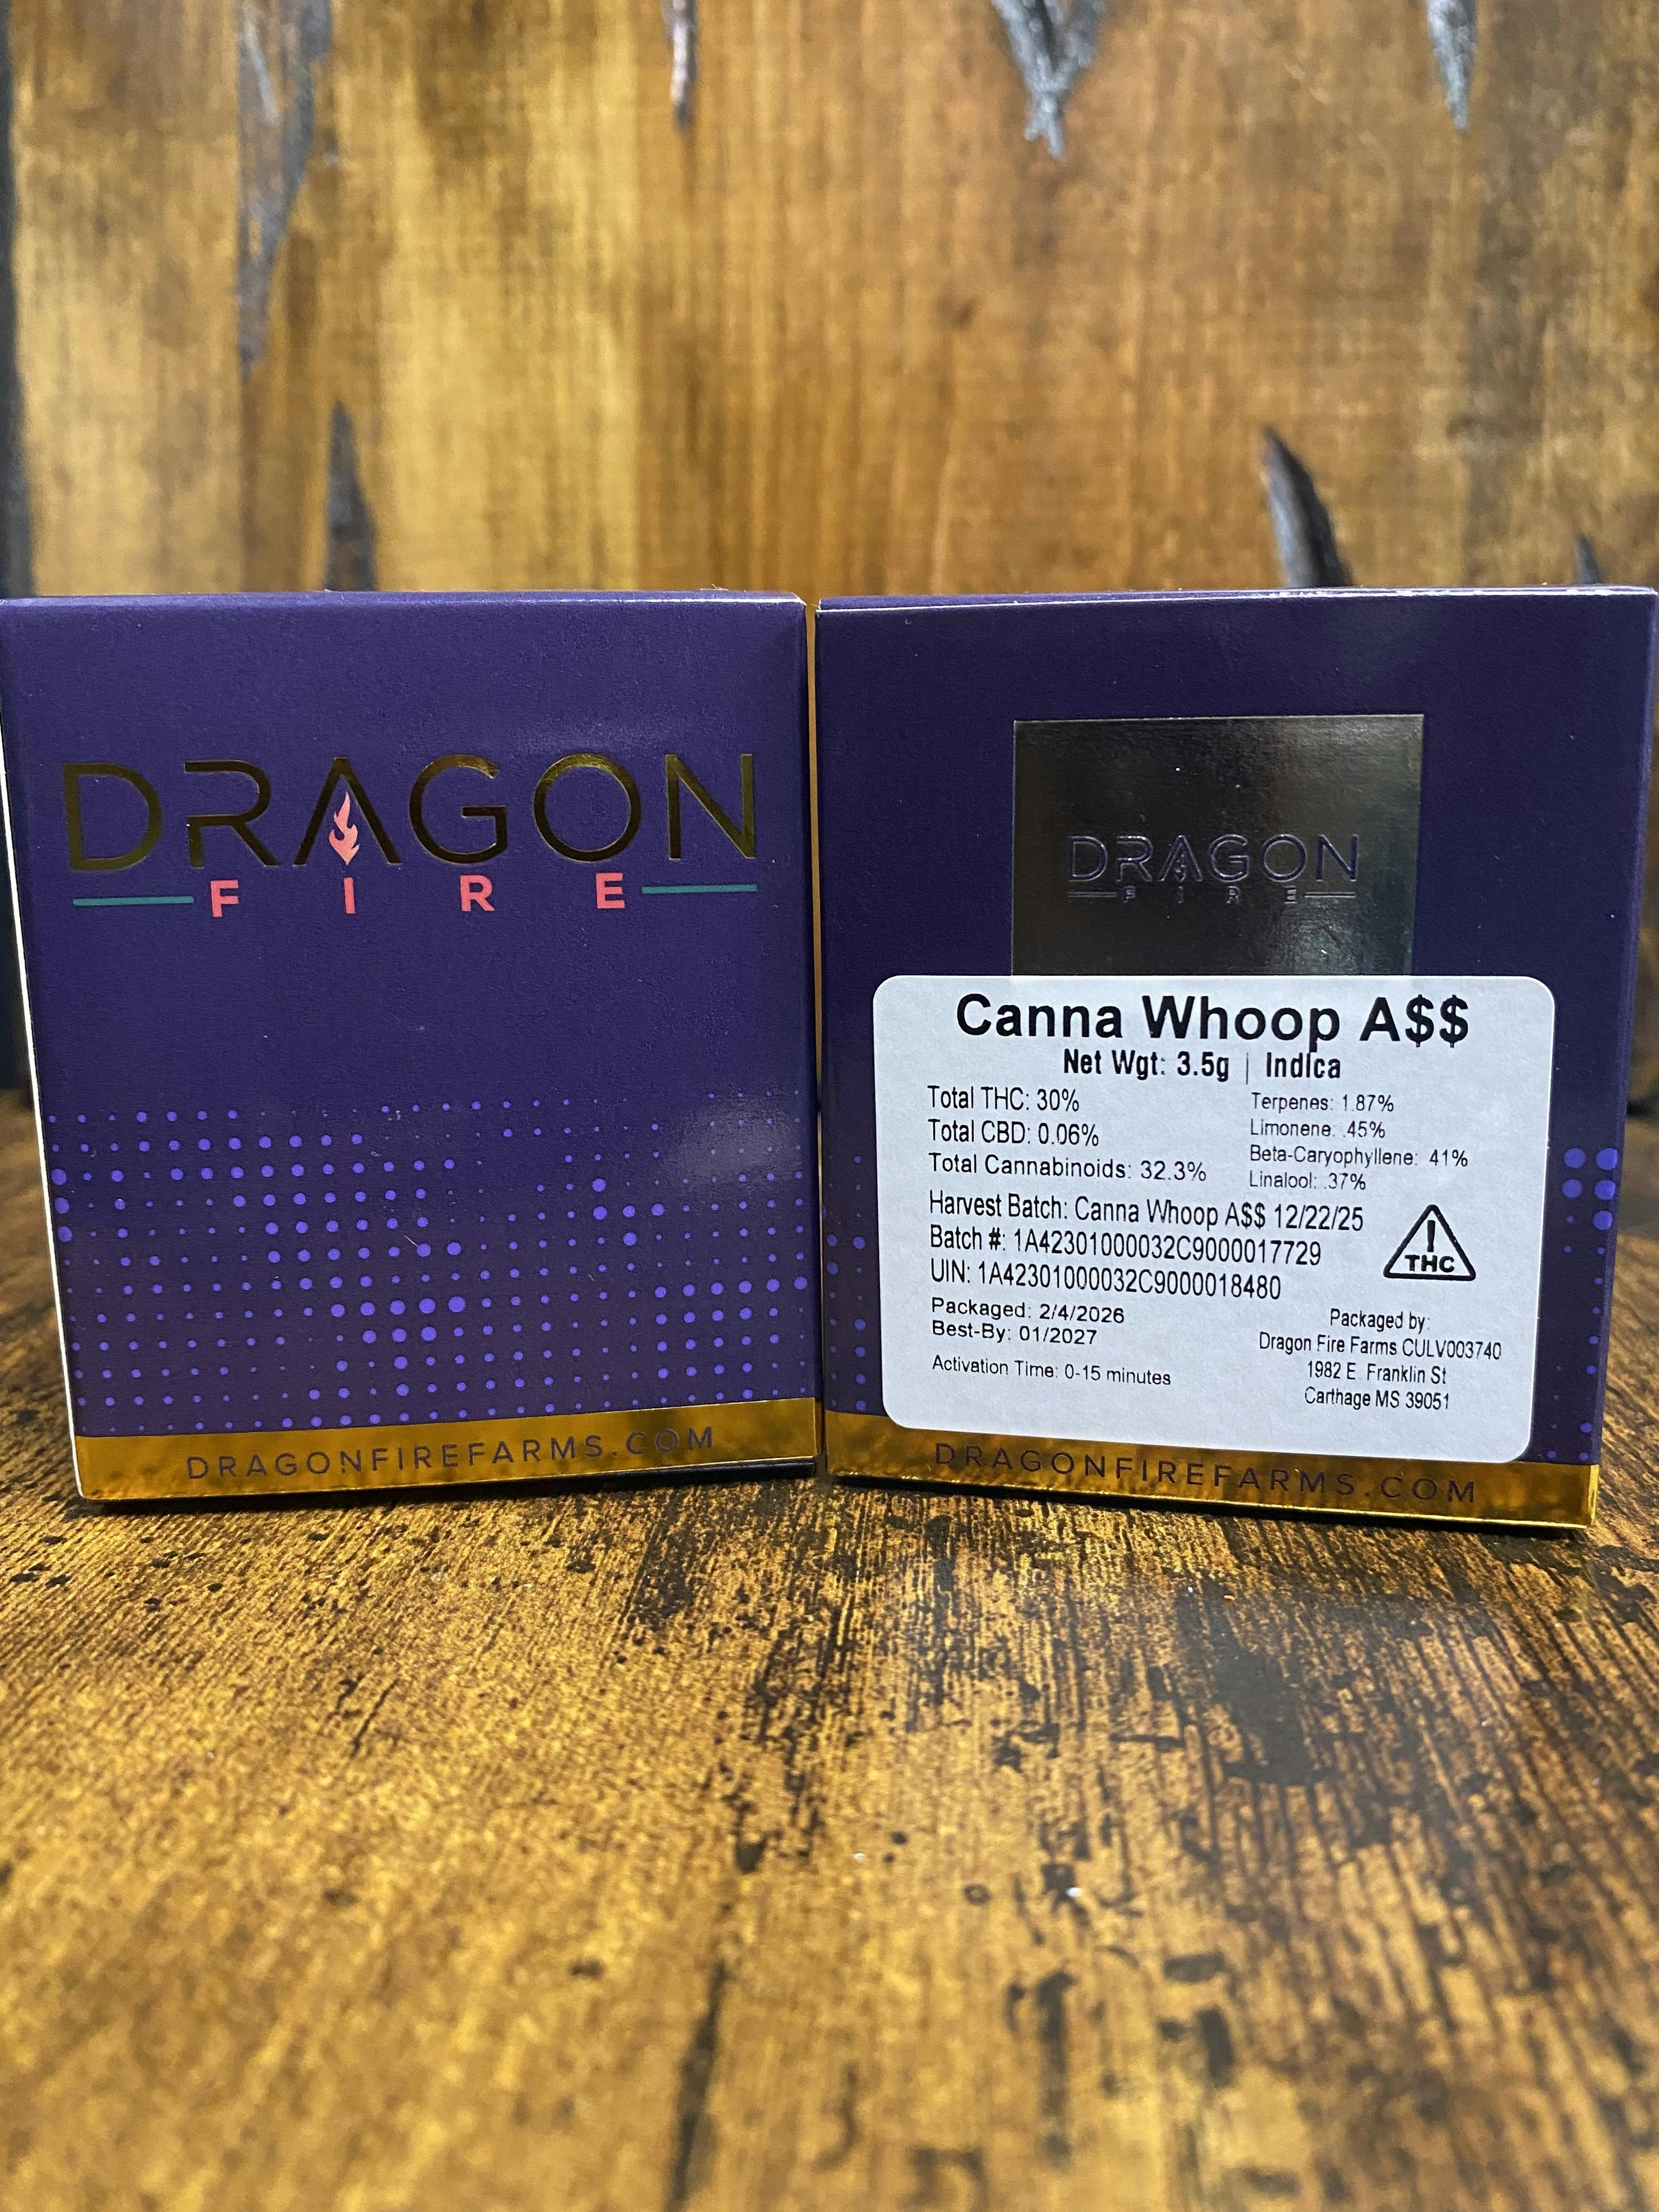 DRAGON
FIRE
DRAGONFIREFARMS.COM
DRAGON
FIRE
Canna Whoop A$$
Net Wgt: 3.5g | Indica
Total THC: 30%
Total CBD: 0.06%
Total Cannabinoids: 32.3%
Terpenes: 1.87%
Limonene: .45%
Beta-Caryophyllene: .41%
Linalool: .37%
Harvest Batch: Canna Whoop A$$ 12/22/25
Batch #: 1A42301000032C9000017729
UIN: 1A42301000032C9000018480
THC
Packaged: 2/4/2026
Best-By: 01/2027
Activation Time: 0-15 minutes
Packaged by:
Dragon Fire Farms CULV003740
1982 E. Franklin St
Carthage MS 39051
DRAGONFIREFARMS.COM